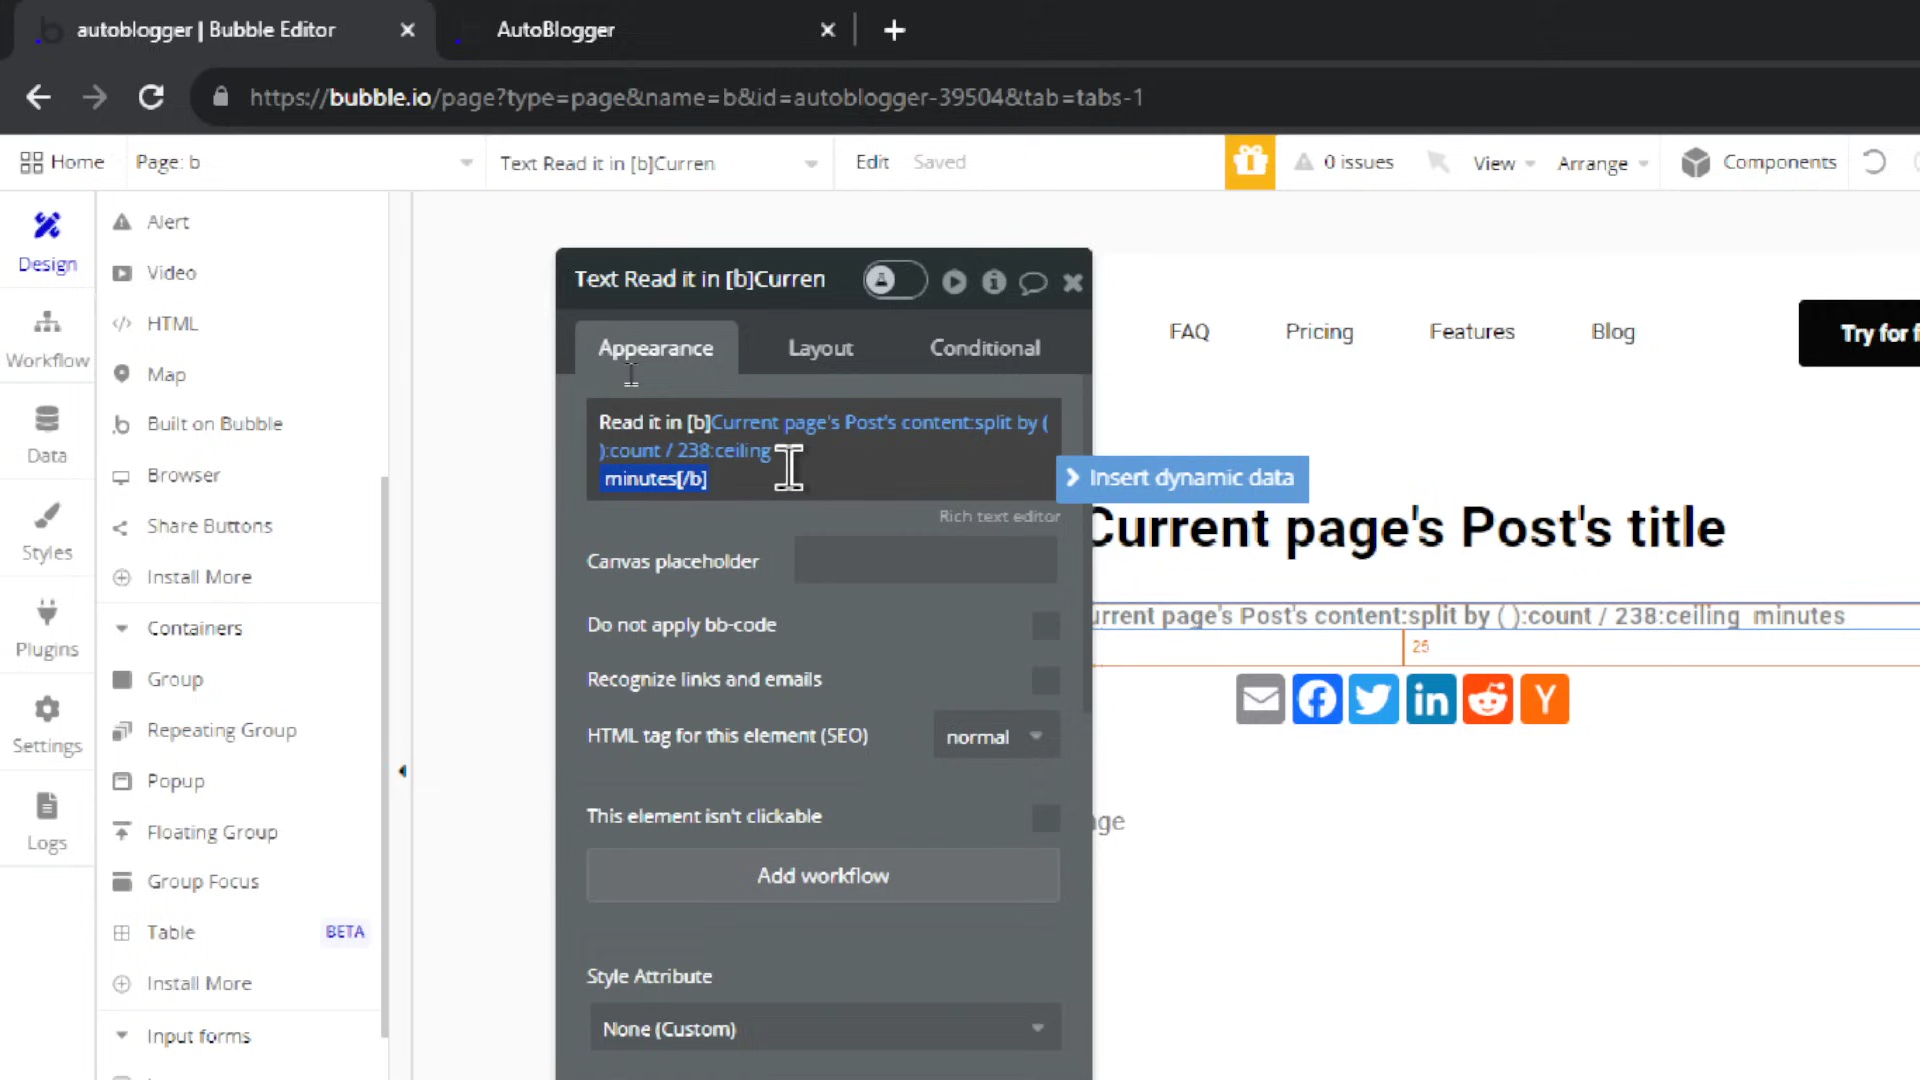 autoblogger | Bubble Editor
AutoBlogger
https://bubble.io/page?type=page&name=b&id=autoblogger-39504&tab=tabs-1
Home
Page: b
Text Read it in [b]Curren
Edit
Saved
0 issues
View
Arrange
Components
Design
Workflow
Data
Styles
Plugins
Settings
Logs
Alert
Video
HTML
Map
Built on Bubble
Browser
Share Buttons
Install More
Containers
Group
Repeating Group
Popup
Floating Group
Group Focus
Table
BETA
Install More
Input forms
Text Read it in [b]Curren
Appearance
Layout
Conditional
Read it in [b]Current page's Post's content:split by (
):count / 238:ceiling
minutes[/b]
Insert dynamic data
Rich text editor
Canvas placeholder
Do not apply bb-code
Recognize links and emails
HTML tag for this element (SEO)
normal
This element isn't clickable
Add workflow
Style Attribute
None (Custom)
FAQ
Pricing
Features
Blog
Try for f
Current page's Post's title
urrent page's Post's content:split by ( ):count / 238:ceiling minutes
25